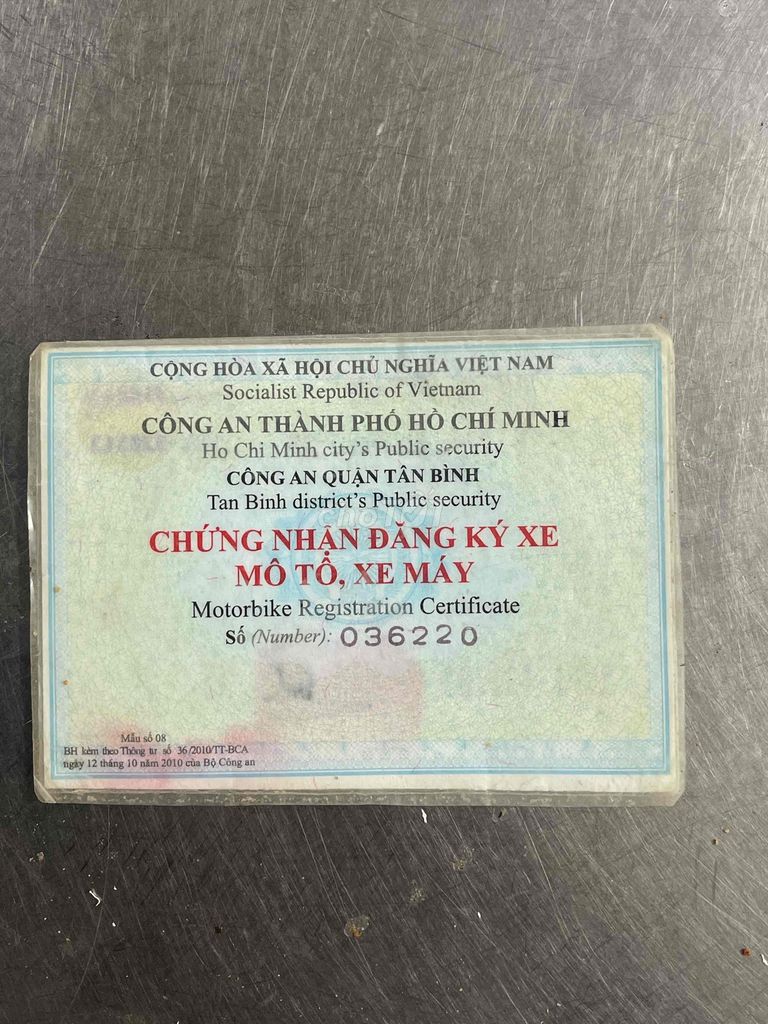 CỘNG HÒA XÃ HỘI CHỦ NGHĨA VIỆT NAM
Socialist Republic of Vietnam
CÔNG AN THÀNH PHỐ HỒ CHÍ MINH
Ho Chi Minh city's Public security
CÔNG AN QUẬN TÂN BÌNH
Tan Binh district's Public security
CHỨNG NHẬN ĐĂNG KÝ XE
MÔ TÔ, XE MÁY
Motorbike Registration Certificate
Số (Number): 036220
Mẫu số 08
BH kèm theo Thông tư số 36/2010/TT-BCA
ngày 12 tháng 10 năm 2010 của Bộ Công an